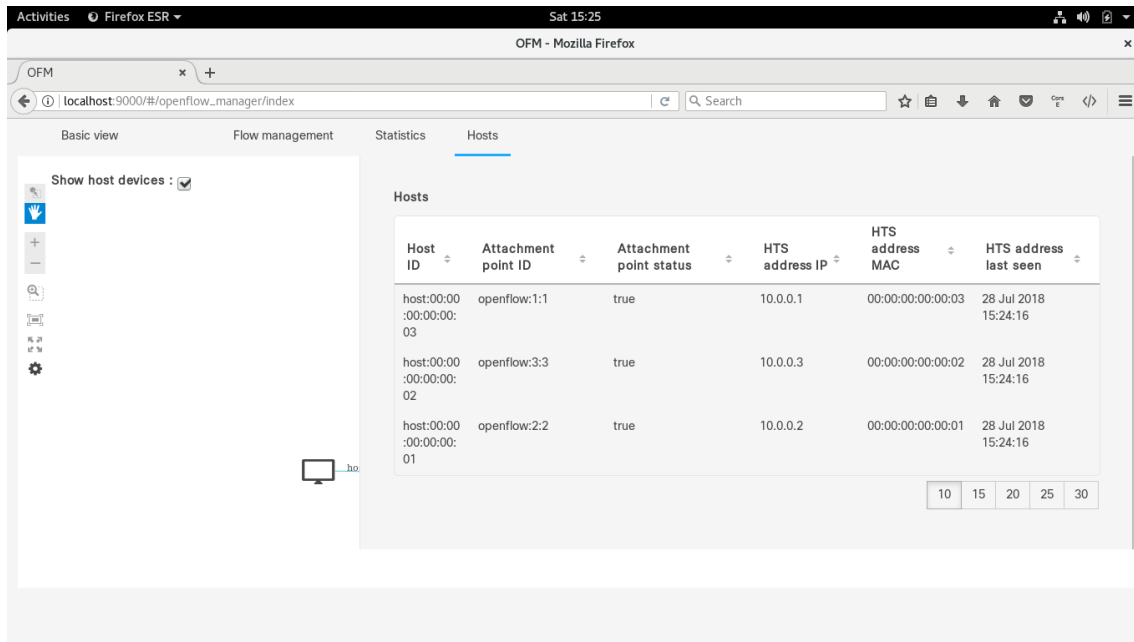 Activities Firefox ESR Sat 15:25
OFM - Mozilla Firefox
OFM
localhost:9000/#/openflow_manager/index Search
Basic view Flow management Statistics Hosts
Show host devices :
Hosts
HTS
Host Attachment Attachment HTS address HTS address
ID point ID point status address IP MAC last seen
host:00:00 openflow:1:1 true 10.0.0.1 00:00:00:00:00:03 28 Jul 2018
:00:00:00: 15:24:16
03
host:00:00 openflow:3:3 true 10.0.0.3 00:00:00:00:00:02 28 Jul 2018
:00:00:00: 15:24:16
02
host:00:00 openflow:2:2 true 10.0.0.2 00:00:00:00:00:01 28 Jul 2018
:00:00:00: 15:24:16
01
ho
10 15 20 25 30